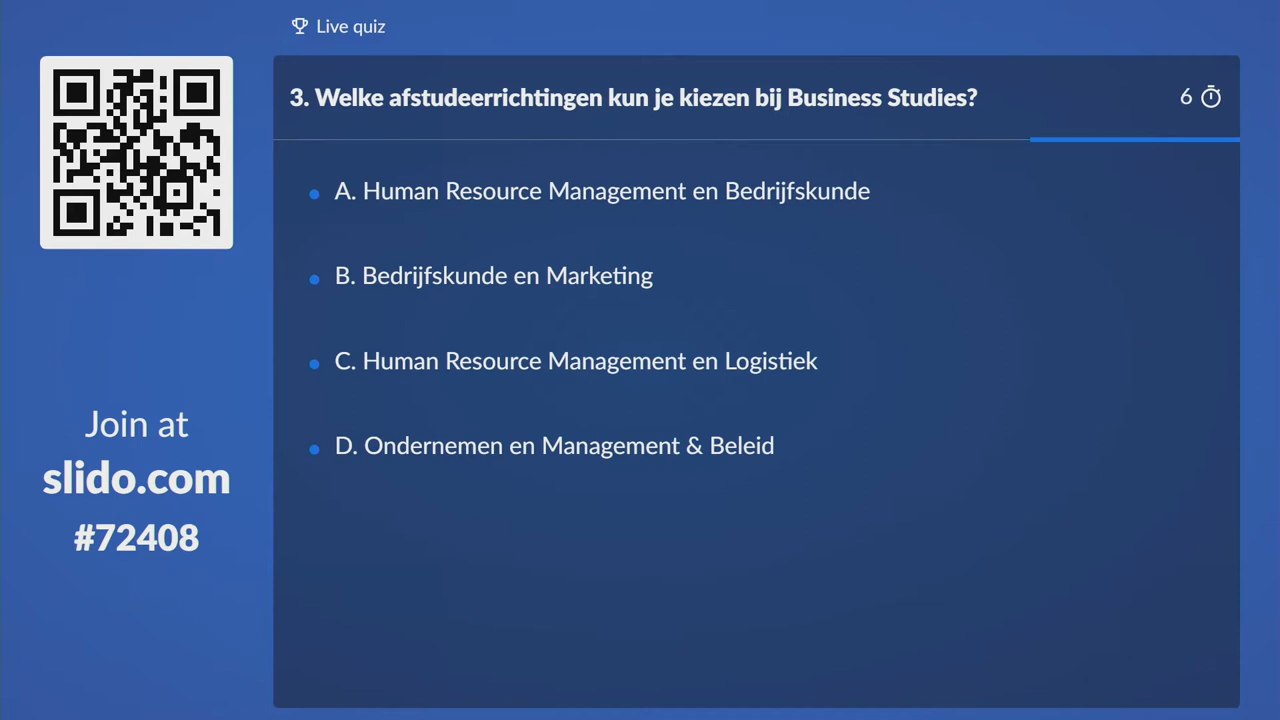 Live quiz
3. Welke afstudeerrichtingen kun je kiezen bij Business Studies?
6
A. Human Resource Management en Bedrijfskunde
B. Bedrijfskunde en Marketing
C. Human Resource Management en Logistiek
D. Ondernemen en Management & Beleid
Join at
slido.com
#72408